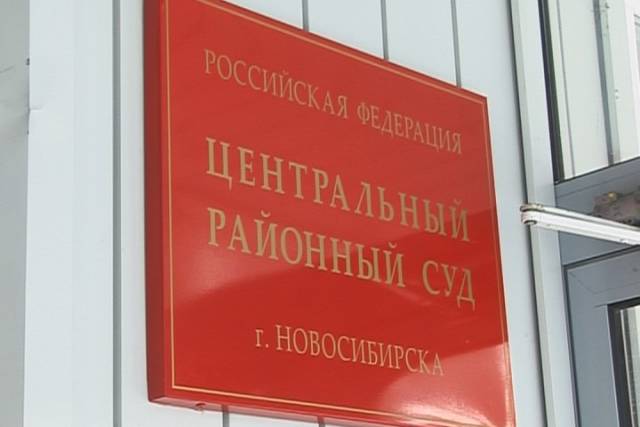 РОССИЙСКАЯ ФЕДЕРАЦИЯ
ЦЕНТРАЛЬНЫЙ
РАЙОННЫЙ СУД
г. НОВОСИБИРСКА